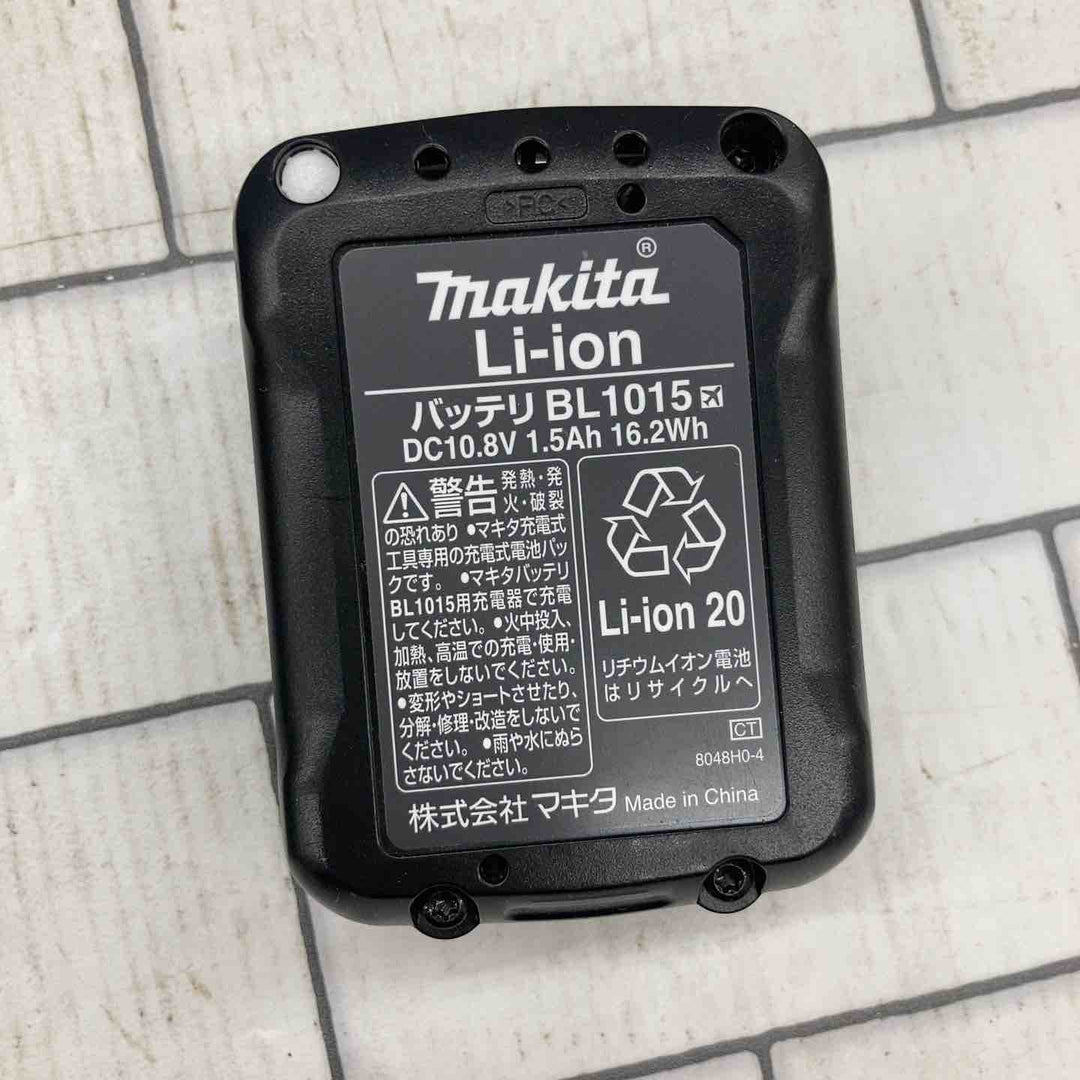 >PC<
makita®
Li-ion
バッテリ BL1015
DC10.8V 1.5Ah 16.2Wh
警告 発熱・発
火・破裂
の恐れあり ●マキタ充電式
工具専用の充電式電池パッ
クです。 ●マキタバッテリ
BL1015用充電器で充電
してください。●火中投入、
加熱、高温での充電・使用・
放置をしないでください。
●変形やショートさせたり、
分解・修理・改造をしないで
ください。 ●雨や水にぬら
さないでください。
Li-ion 20
リチウムイオン電池
はリサイクルへ
CT
8048H0-4
株式会社 マキタ Made in China